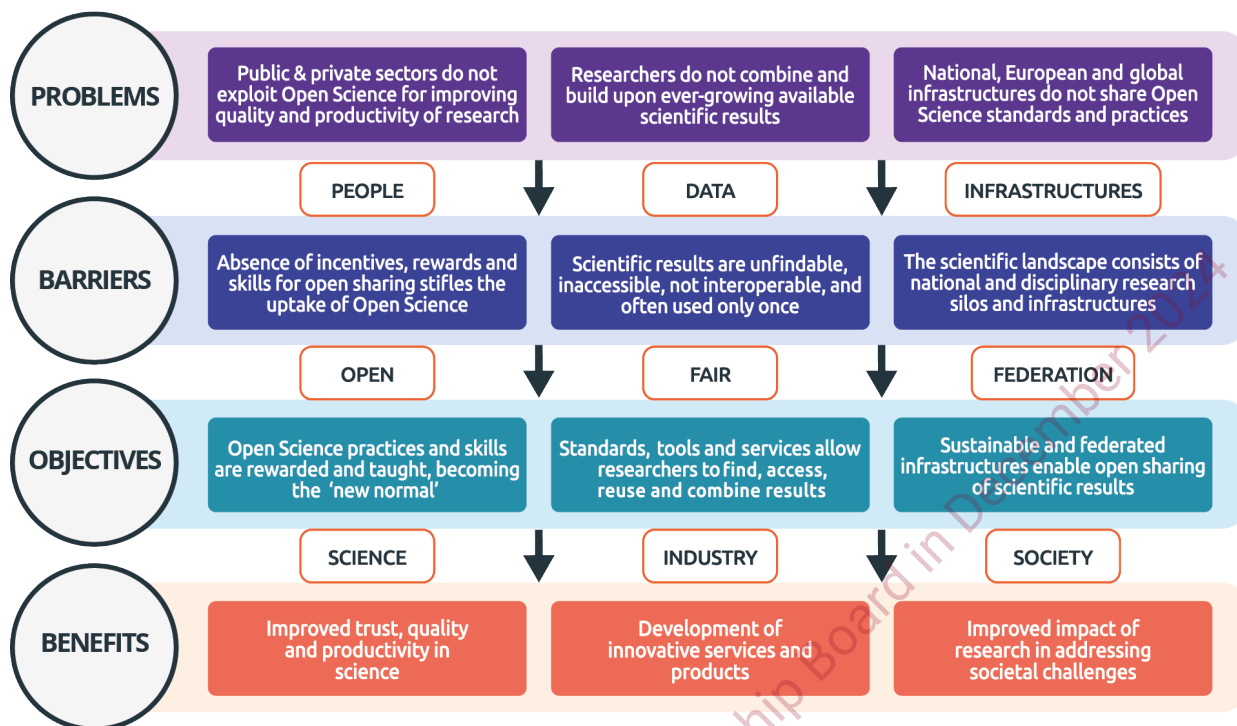 PROBLEMS
Public & private sectors do not
exploit Open Science for improving
quality and productivity of research
Researchers do not combine and
build upon ever-growing available
scientific results
National, European and global
infrastructures do not share Open
Science standards and practices
PEOPLE
DATA
INFRASTRUCTURES
BARRIERS
Absence of incentives, rewards and
skills for open sharing stifles the
uptake of Open Science
Scientific results are unfindable,
inaccessible, not interoperable, and
often used only once
The scientific landscape consists of
national and disciplinary research
silos and infrastructures
OPEN
FAIR
FEDERATION
OBJECTIVES
Open Science practices and skills
are rewarded and taught, becoming
the ‘new normal’
Standards, tools and services allow
researchers to find, access,
reuse and combine results
Sustainable and federated
infrastructures enable open sharing
of scientific results
SCIENCE
INDUSTRY
SOCIETY
BENEFITS
Improved trust, quality
and productivity in
science
Development of
innovative services and
products
Improved impact of
research in addressing
societal challenges
hip Board in December 2024